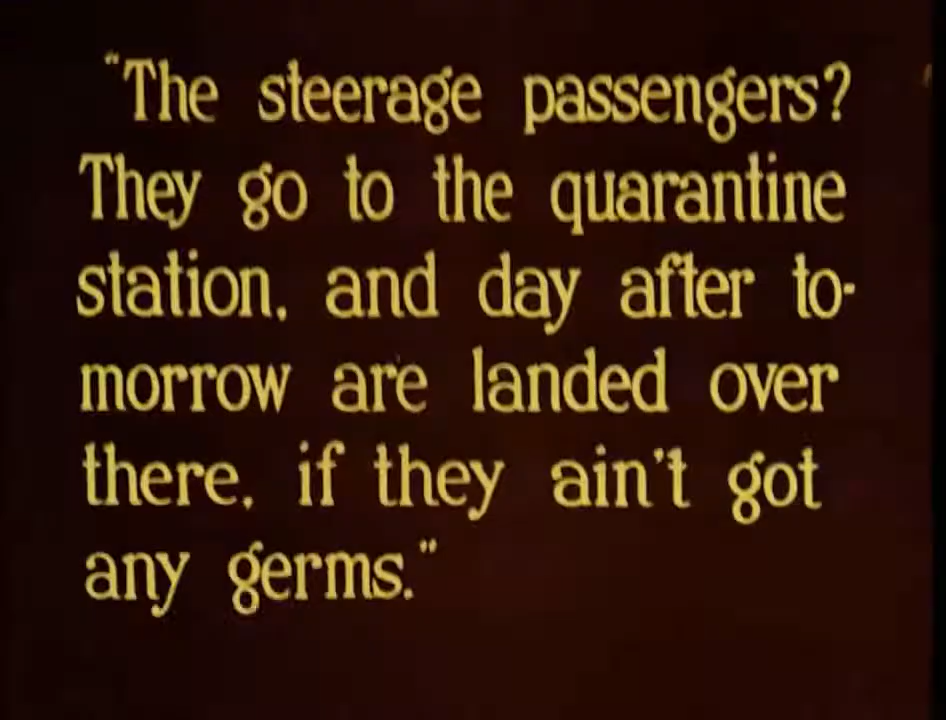 "The steerage passengers?
They go to the quarantine
station, and day after to-
morrow are landed over
there, if they ain't got
any germs."